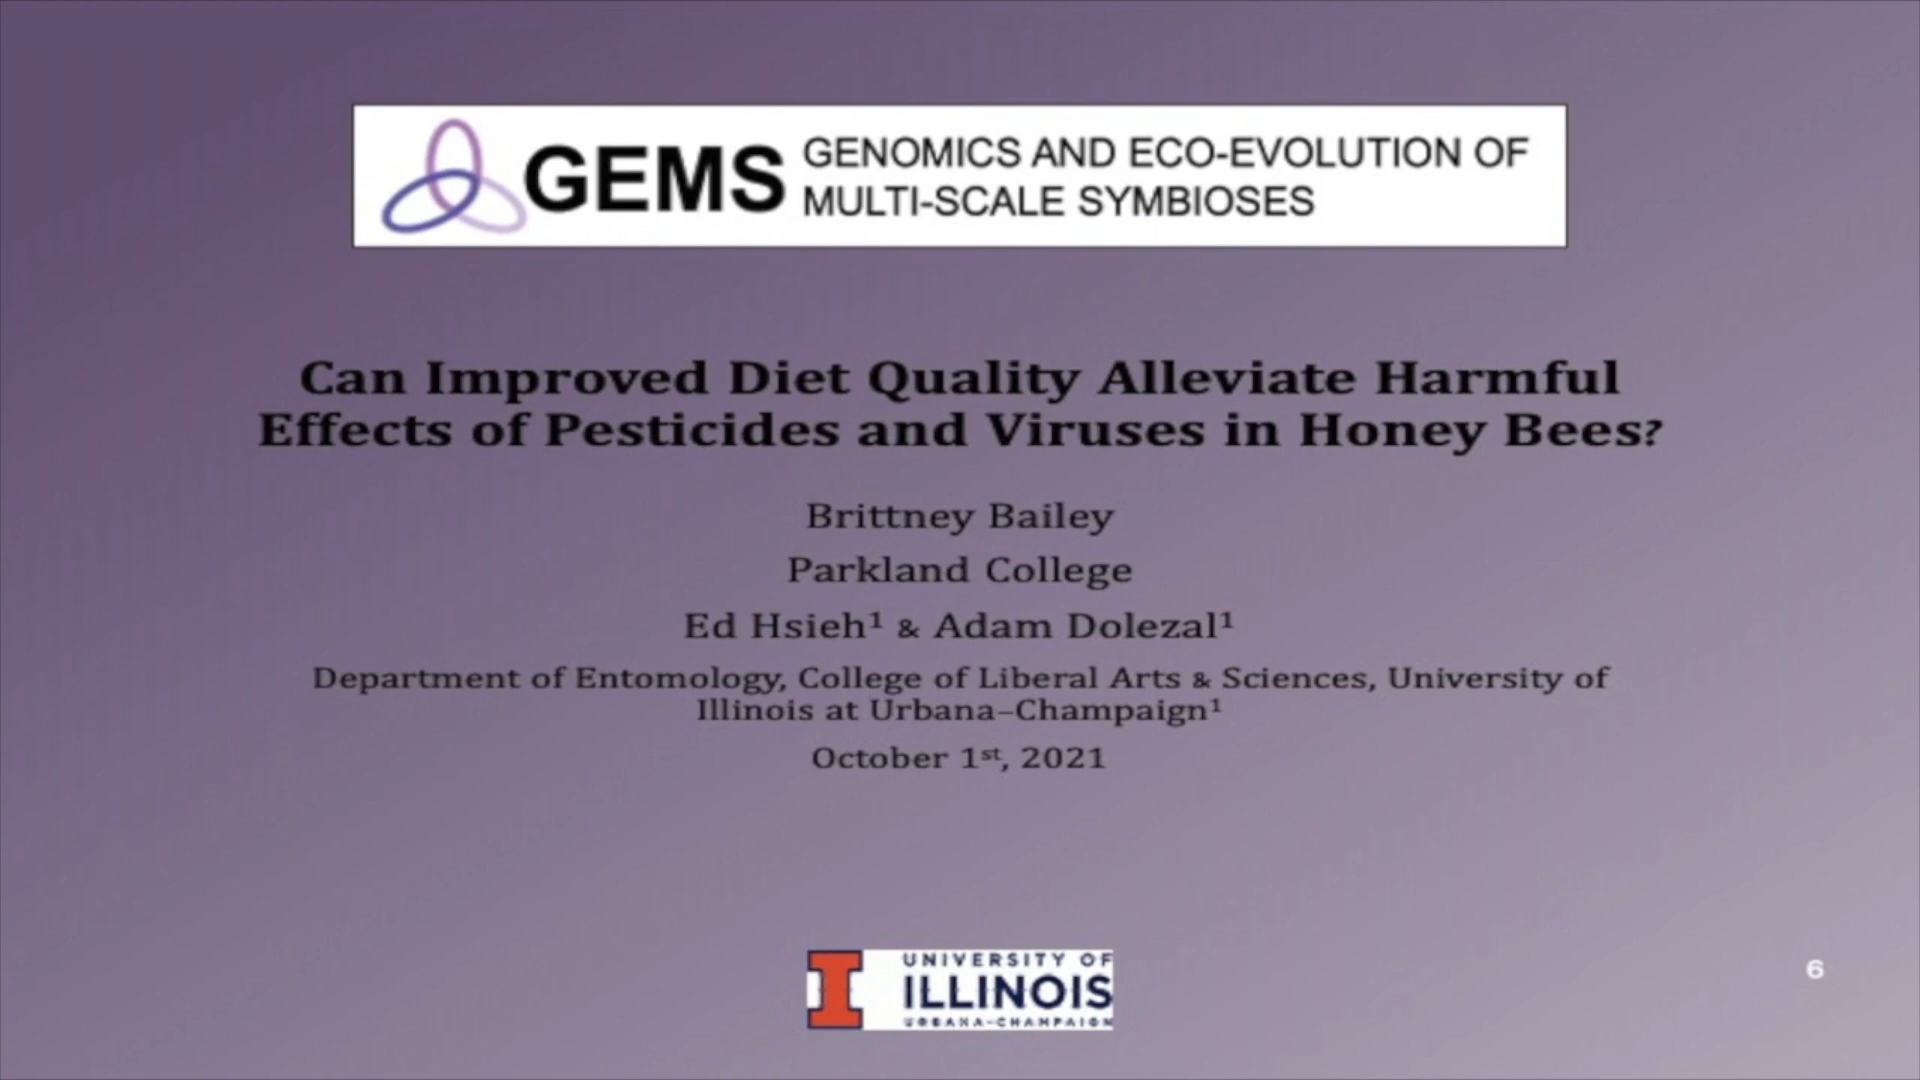 GEMS
GENOMICS AND ECO-EVOLUTION OF
MULTI-SCALE SYMBIOSES
Can Improved Diet Quality Alleviate Harmful
Effects of Pesticides and Viruses in Honey Bees?
Brittney Bailey
Parkland College
Ed Hsieh¹ & Adam Dolezal¹
Department of Entomology, College of Liberal Arts & Sciences, University of
Illinois at Urbana–Champaign¹
October 1st, 2021
UNIVERSITY OF
ILLINOIS
URBANA-CHAMPAIGN
6